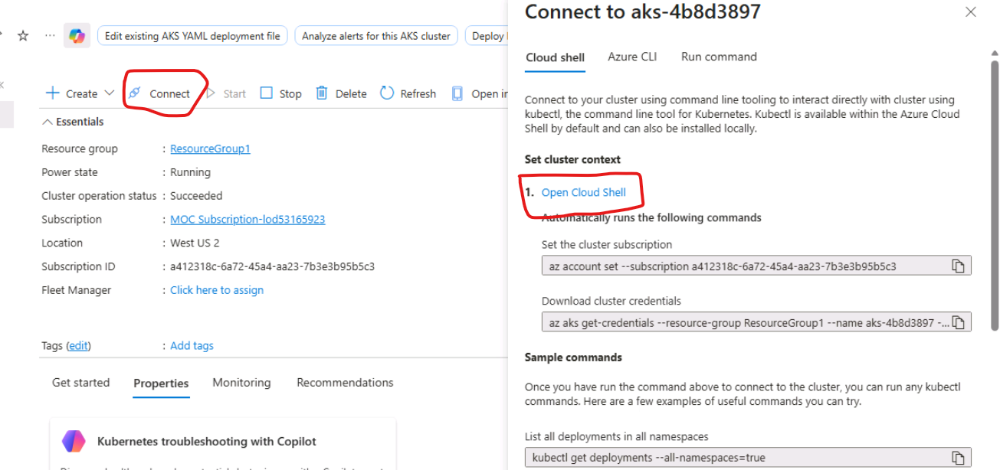 Edit existing AKS YAML deployment file
Analyze alerts for this AKS cluster
Deploy
Create
Connect
Start
Stop
Delete
Refresh
Open in
Essentials
Resource group : ResourceGroup1
Power state : Running
Cluster operation status : Succeeded
Subscription : MOC Subscription-lod53165923
Location : West US 2
Subscription ID : a412318c-6a72-45a4-aa23-7b3e3b95b5c3
Fleet Manager : Click here to assign
Tags (edit) : Add tags
Get started
Properties
Monitoring
Recommendations
Kubernetes troubleshooting with Copilot
Connect to aks-4b8d3897
Cloud shell
Azure CLI
Run command
Connect to your cluster using command line tooling to interact directly with cluster using
kubectl, the command line tool for Kubernetes. Kubectl is available within the Azure Cloud
Shell by default and can also be installed locally.
Set cluster context
1. Open Cloud Shell
Automatically runs the following commands
Set the cluster subscription
az account set --subscription a412318c-6a72-45a4-aa23-7b3e3b95b5c3
Download cluster credentials
az aks get-credentials --resource-group ResourceGroup1 --name aks-4b8d3897 -...
Sample commands
Once you have run the command above to connect to the cluster, you can run any kubectl
commands. Here are a few examples of useful commands you can try.
List all deployments in all namespaces
kubectl get deployments --all-namespaces=true